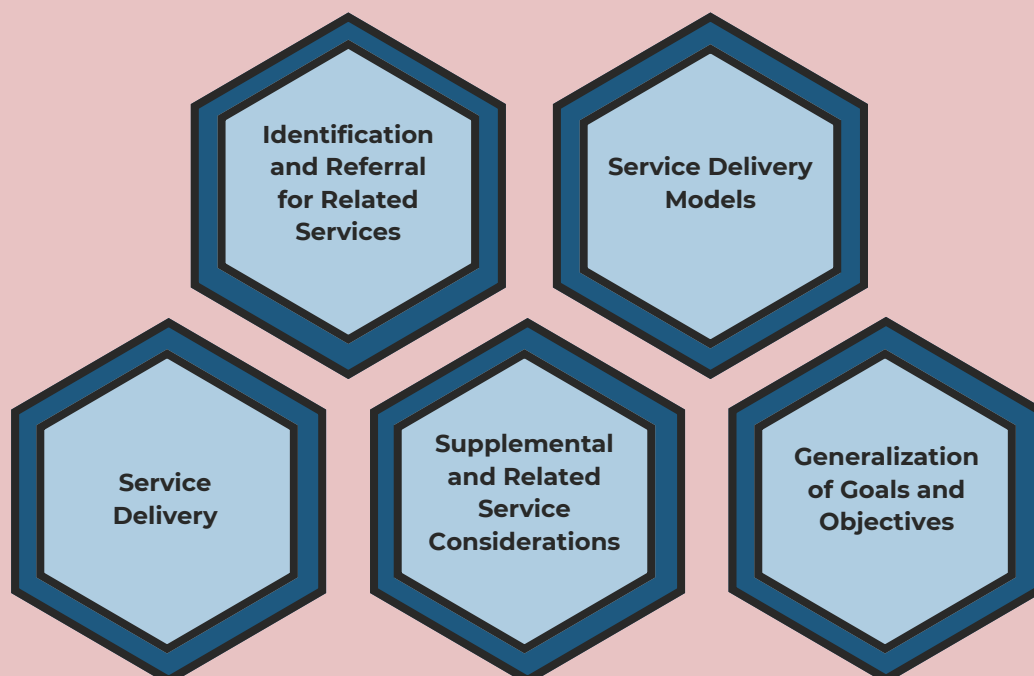 Identification
and Referral
for Related
Services
Service Delivery
Models
Service
Delivery
Supplemental
and Related
Service
Considerations
Generalization
of Goals and
Objectives